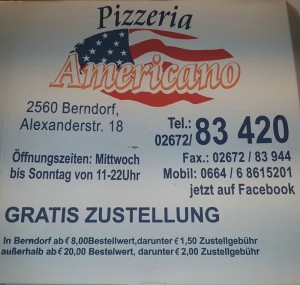 Pizzeria
Americano
2560 Berndorf,
Alexanderstr. 18
Tel.:
02672/ 83 420
Öffnungszeiten: Mittwoch
bis Sonntag von 11-22Uhr
Fax.: 02672 / 83 944
Mobil: 0664 / 6 8615201
jetzt auf Facebook
GRATIS ZUSTELLUNG
In Berndorf ab € 8,00Bestellwert,darunter € 1,50 Zustellgebühr
außerhalb ab € 20,00 Bestelwert, darunter € 2,00 Zustellgebühr